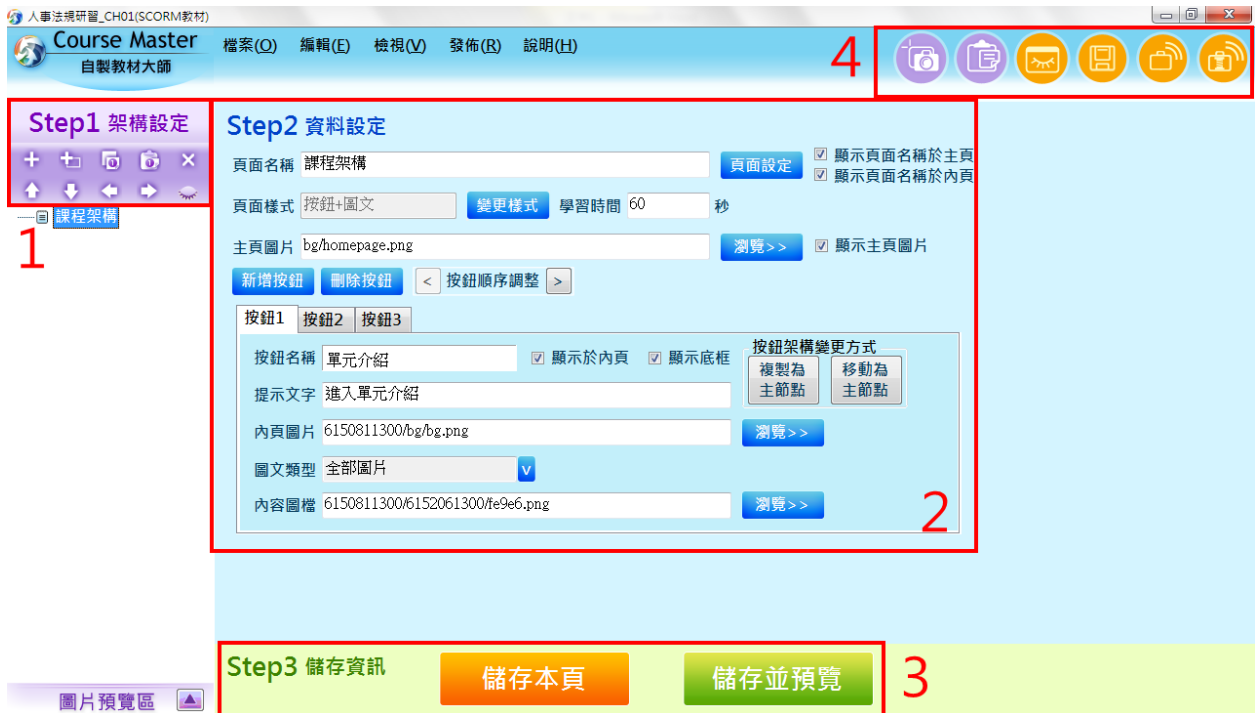 人事法規研習_CH01(SCORM教材)
Course Master
自製教材大師
檔案(O) 編輯(E) 檢視(V) 發佈(R) 說明(H)
4
Step1 架構設定
課程架構
1
Step2 資料設定
頁面名稱 課程架構 頁面設定
顯示頁面名稱於主頁
顯示頁面名稱於內頁
頁面樣式 按鈕+圖文 變更樣式 學習時間 60 秒
主頁圖片 bg/homepage.png 瀏覽>> 顯示主頁圖片
新增按鈕 刪除按鈕 < 按鈕順序調整 >
按鈕1 按鈕2 按鈕3
按鈕名稱 單元介紹 顯示於內頁 顯示底框
按鈕架構變更方式
複製為
主節點
移動為
主節點
提示文字 進入單元介紹
內頁圖片 6150811300/bg/bg.png 瀏覽>>
圖文類型 全部圖片 v
內容圖檔 6150811300/6152061300/fe9e6.png 瀏覽>>
2
Step3 儲存資訊 儲存本頁 儲存並預覽 3
圖片預覽區